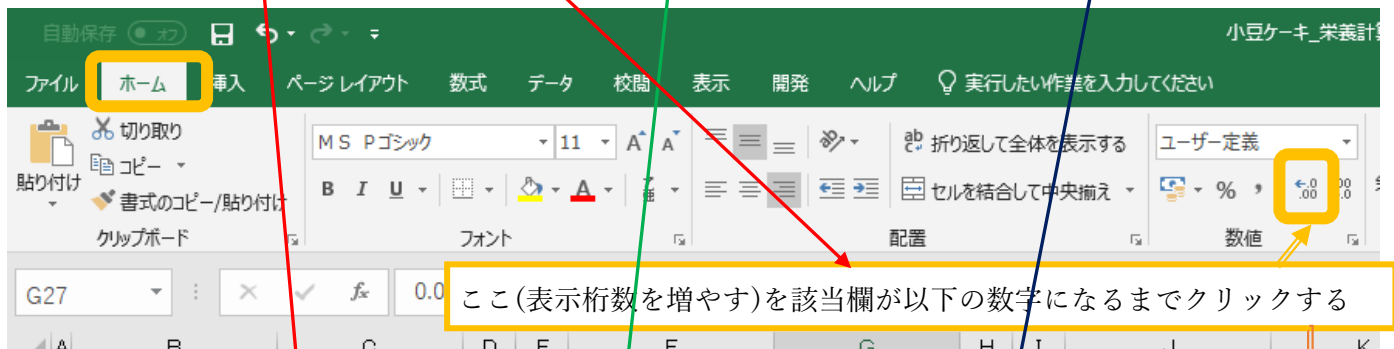 自動保存 オフ 小豆ケーキ_栄養計
ファイル ホーム 挿入 ページ レイアウト 数式 データ 校閲 表示 開発 ヘルプ 実行したい作業を入力してください
切り取り
コピー
貼り付け
書式のコピー/貼り付け
クリップボード
ＭＳ Ｐゴシック 11 A A
B I U A
フォント
ab 折り返して全体を表示する
セルを結合して中央揃え
配置
ユーザー定義
% , .0 .00 .00 .0
数値
G27 fx 0.0
ここ(表示桁数を増やす)を該当欄が以下の数字になるまでクリックする
A B C D E F G H I J K